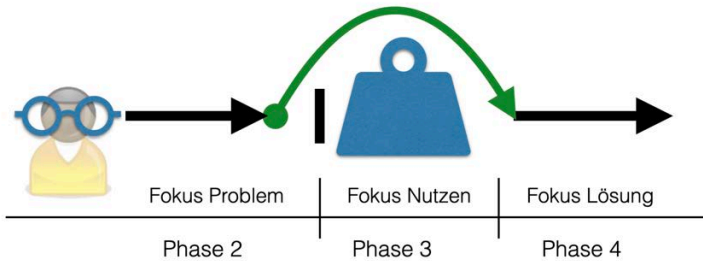 Fokus Problem
Fokus Nutzen
Fokus Lösung
Phase 2
Phase 3
Phase 4